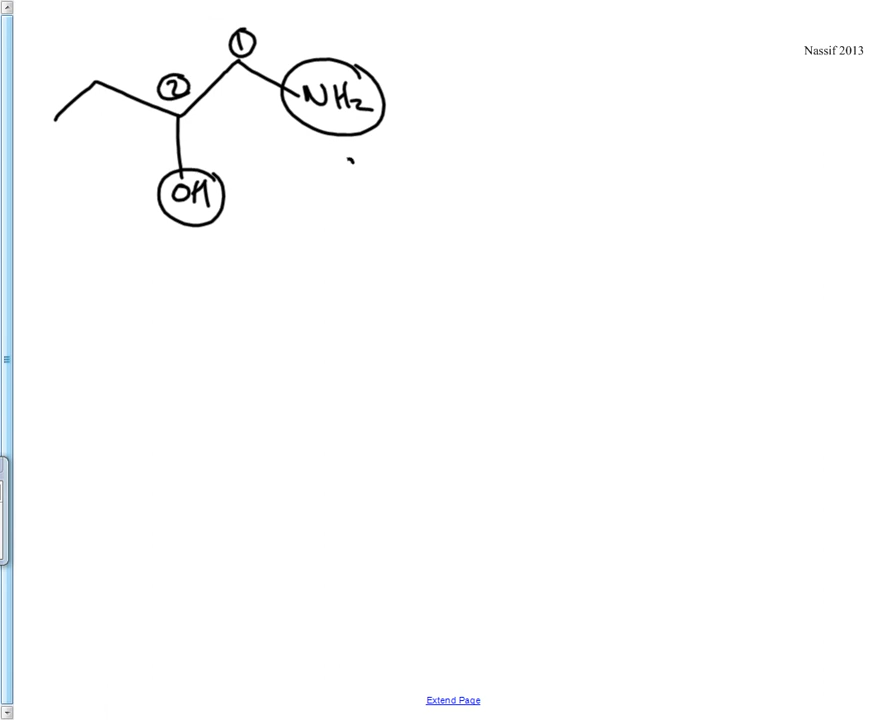 Nassif 2013
①
②
NH₂
OH
Extend Page